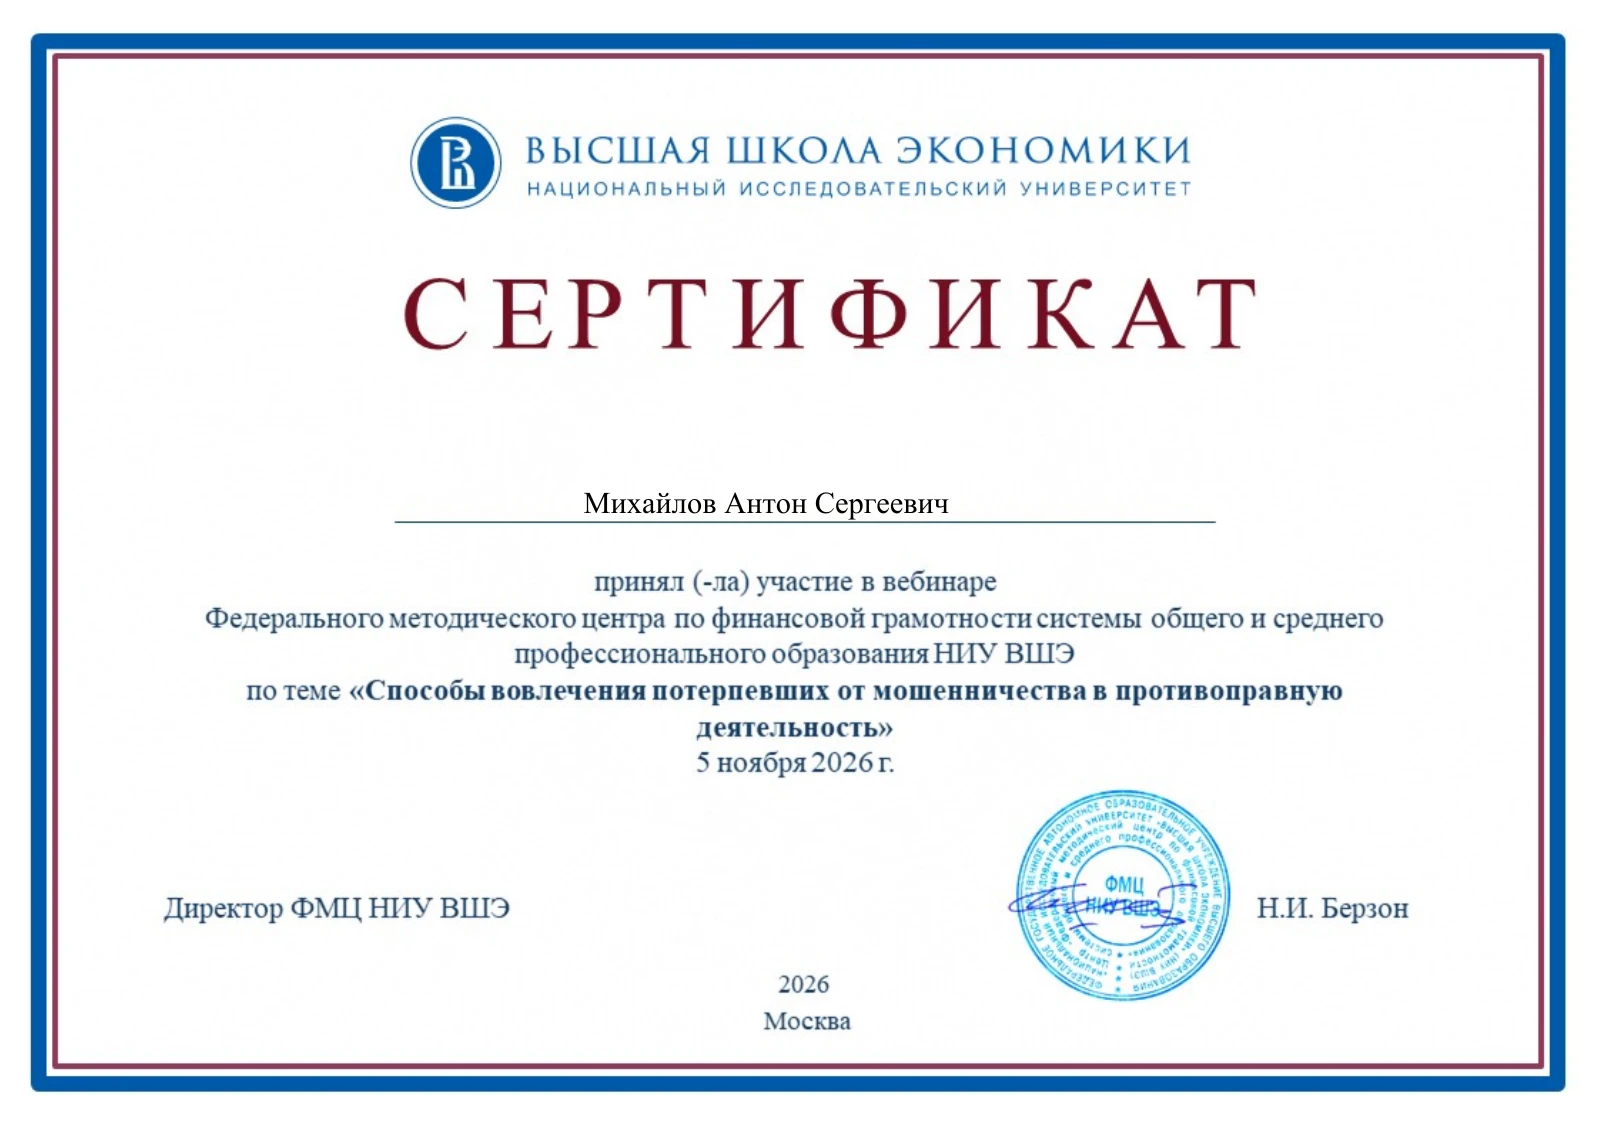 ВЫСШАЯ ШКОЛА ЭКОНОМИКИ
НАЦИОНАЛЬНЫЙ ИССЛЕДОВАТЕЛЬСКИЙ УНИВЕРСИТЕТ
СЕРТИФИКАТ
Михайлов Антон Сергеевич
принял (-ла) участие в вебинаре
Федерального методического центра по финансовой грамотности системы общего и среднего
профессионального образования НИУ ВШЭ
по теме «Способы вовлечения потерпевших от мошенничества в противоправную
деятельность»
5 ноября 2026 г.
Директор ФМЦ НИУ ВШЭ
ФМЦ
НИУ ВШЭ
Н.И. Берзон
2026
Москва